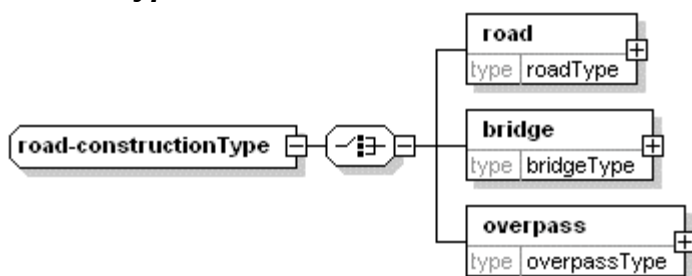 road-constructionType
road
type roadType
bridge
type bridgeType
overpass
type overpassType